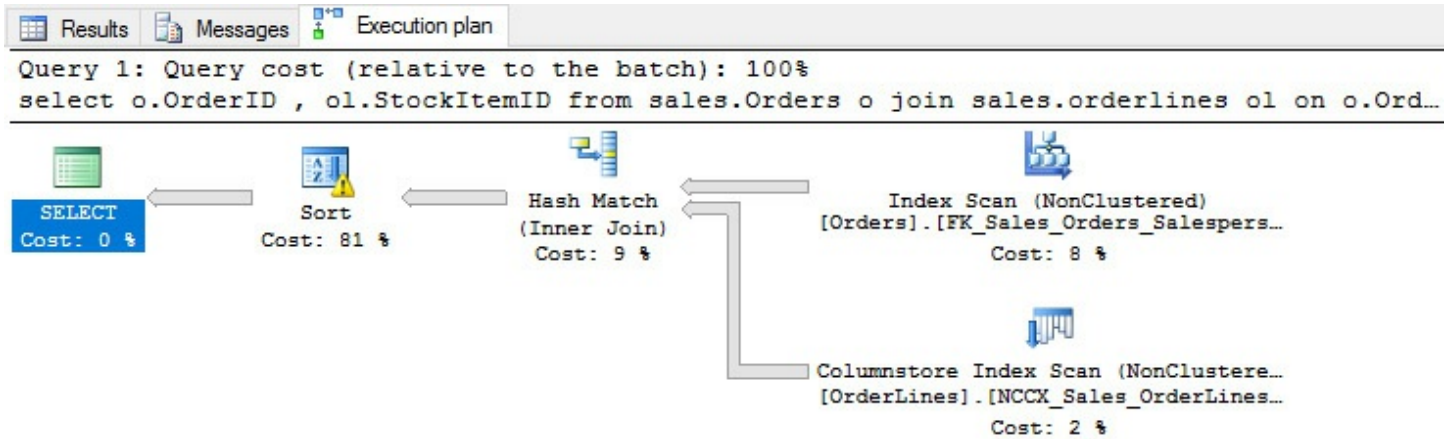 Results Messages Execution plan
Query 1: Query cost (relative to the batch): 100%
select o.OrderID , ol.StockItemID from sales.Orders o join sales.orderlines ol on o.Ord…
SELECT
Cost: 0 %
Sort
Cost: 81 %
Hash Match
(Inner Join)
Cost: 9 %
Index Scan (NonClustered)
[Orders].[FK_Sales_Orders_Salespers…
Cost: 8 %
Columnstore Index Scan (NonClustere…
[OrderLines].[NCCX_Sales_OrderLines…
Cost: 2 %